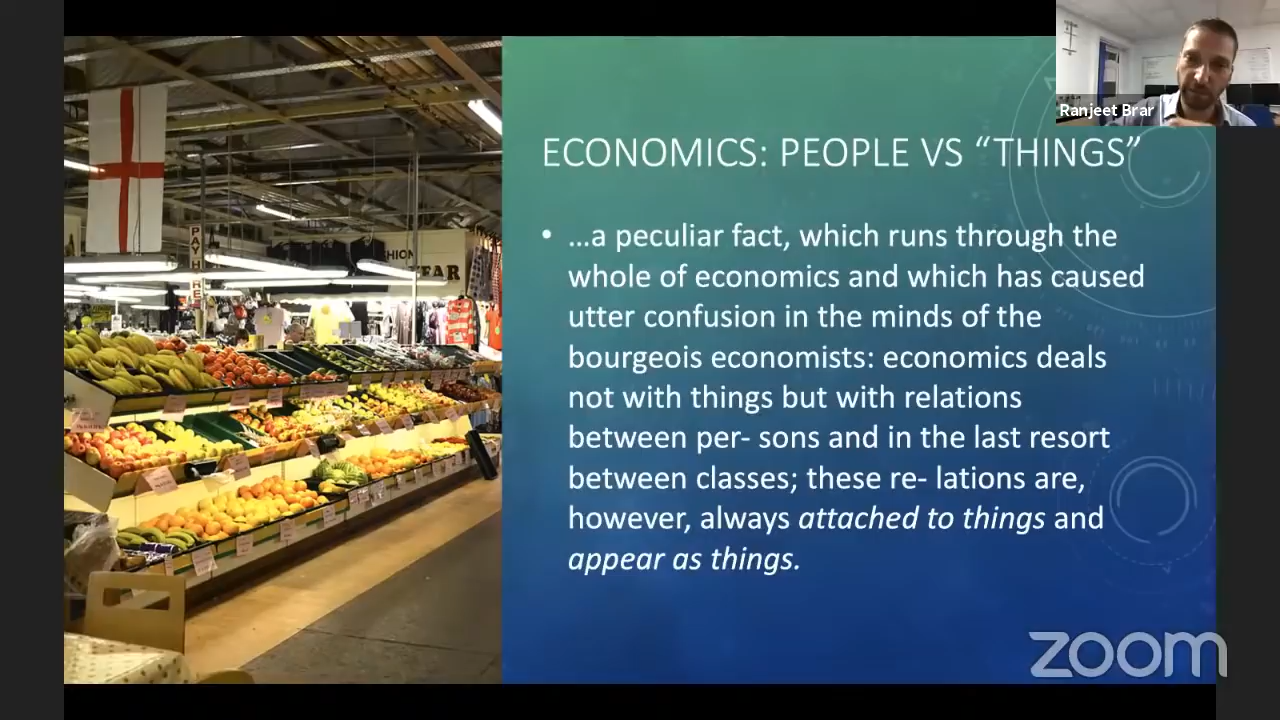 Ranjeet Brar
ECONOMICS: PEOPLE VS “THINGS”
• …a peculiar fact, which runs through the
whole of economics and which has caused
utter confusion in the minds of the
bourgeois economists: economics deals
not with things but with relations
between per- sons and in the last resort
between classes; these re- lations are,
however, always attached to things and
appear as things.
PAY HERE
zoom